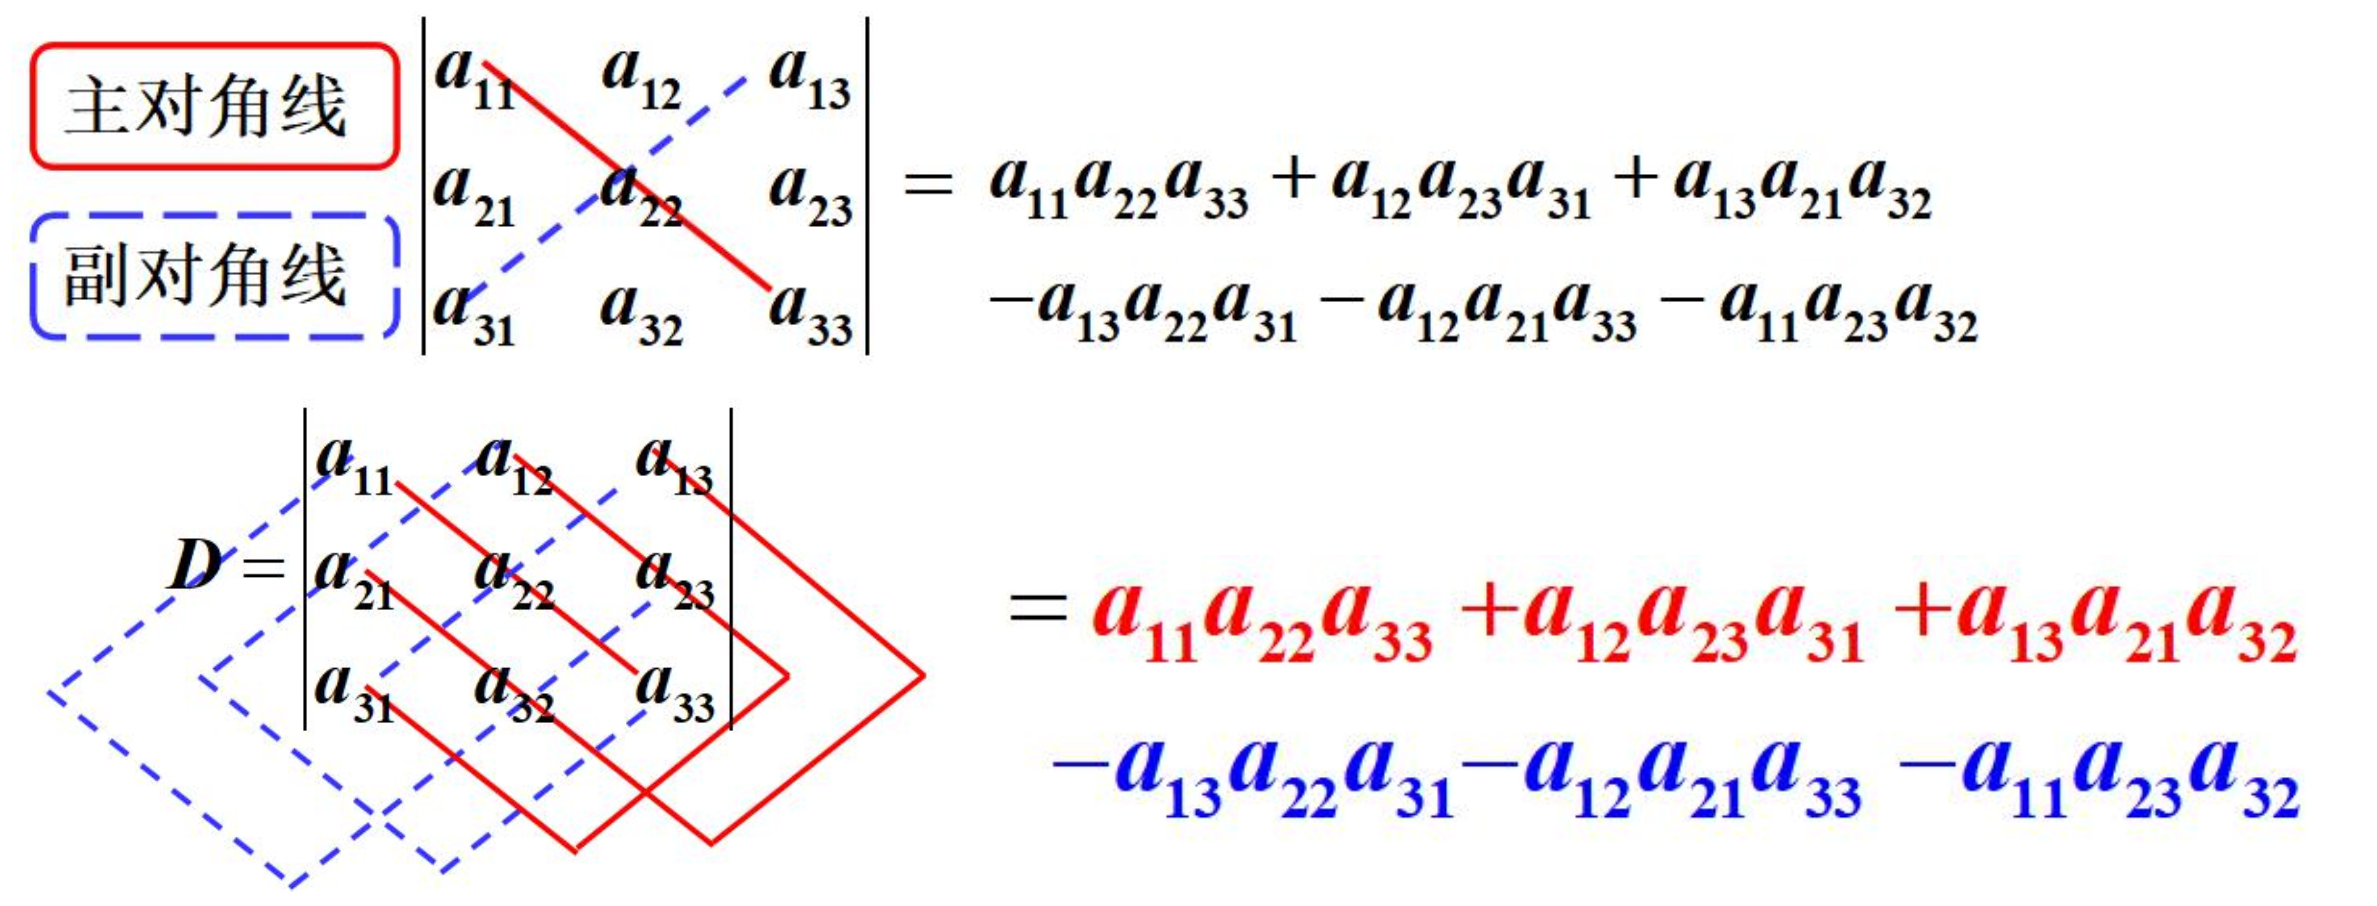 主对角线
副对角线
a₁₁ a₁₂ a₁₃
a₂₁ a₂₂ a₂₃
a₃₁ a₃₂ a₃₃
= a₁₁a₂₂a₃₃ + a₁₂a₂₃a₃₁ + a₁₃a₂₁a₃₂
−a₁₃a₂₂a₃₁ − a₁₂a₂₁a₃₃ − a₁₁a₂₃a₃₂
D =
a₁₁ a₁₂ a₁₃
a₂₁ a₂₂ a₂₃
a₃₁ a₃₂ a₃₃
= a₁₁a₂₂a₃₃ +a₁₂a₂₃a₃₁ +a₁₃a₂₁a₃₂
−a₁₃a₂₂a₃₁ −a₁₂a₂₁a₃₃ −a₁₁a₂₃a₃₂